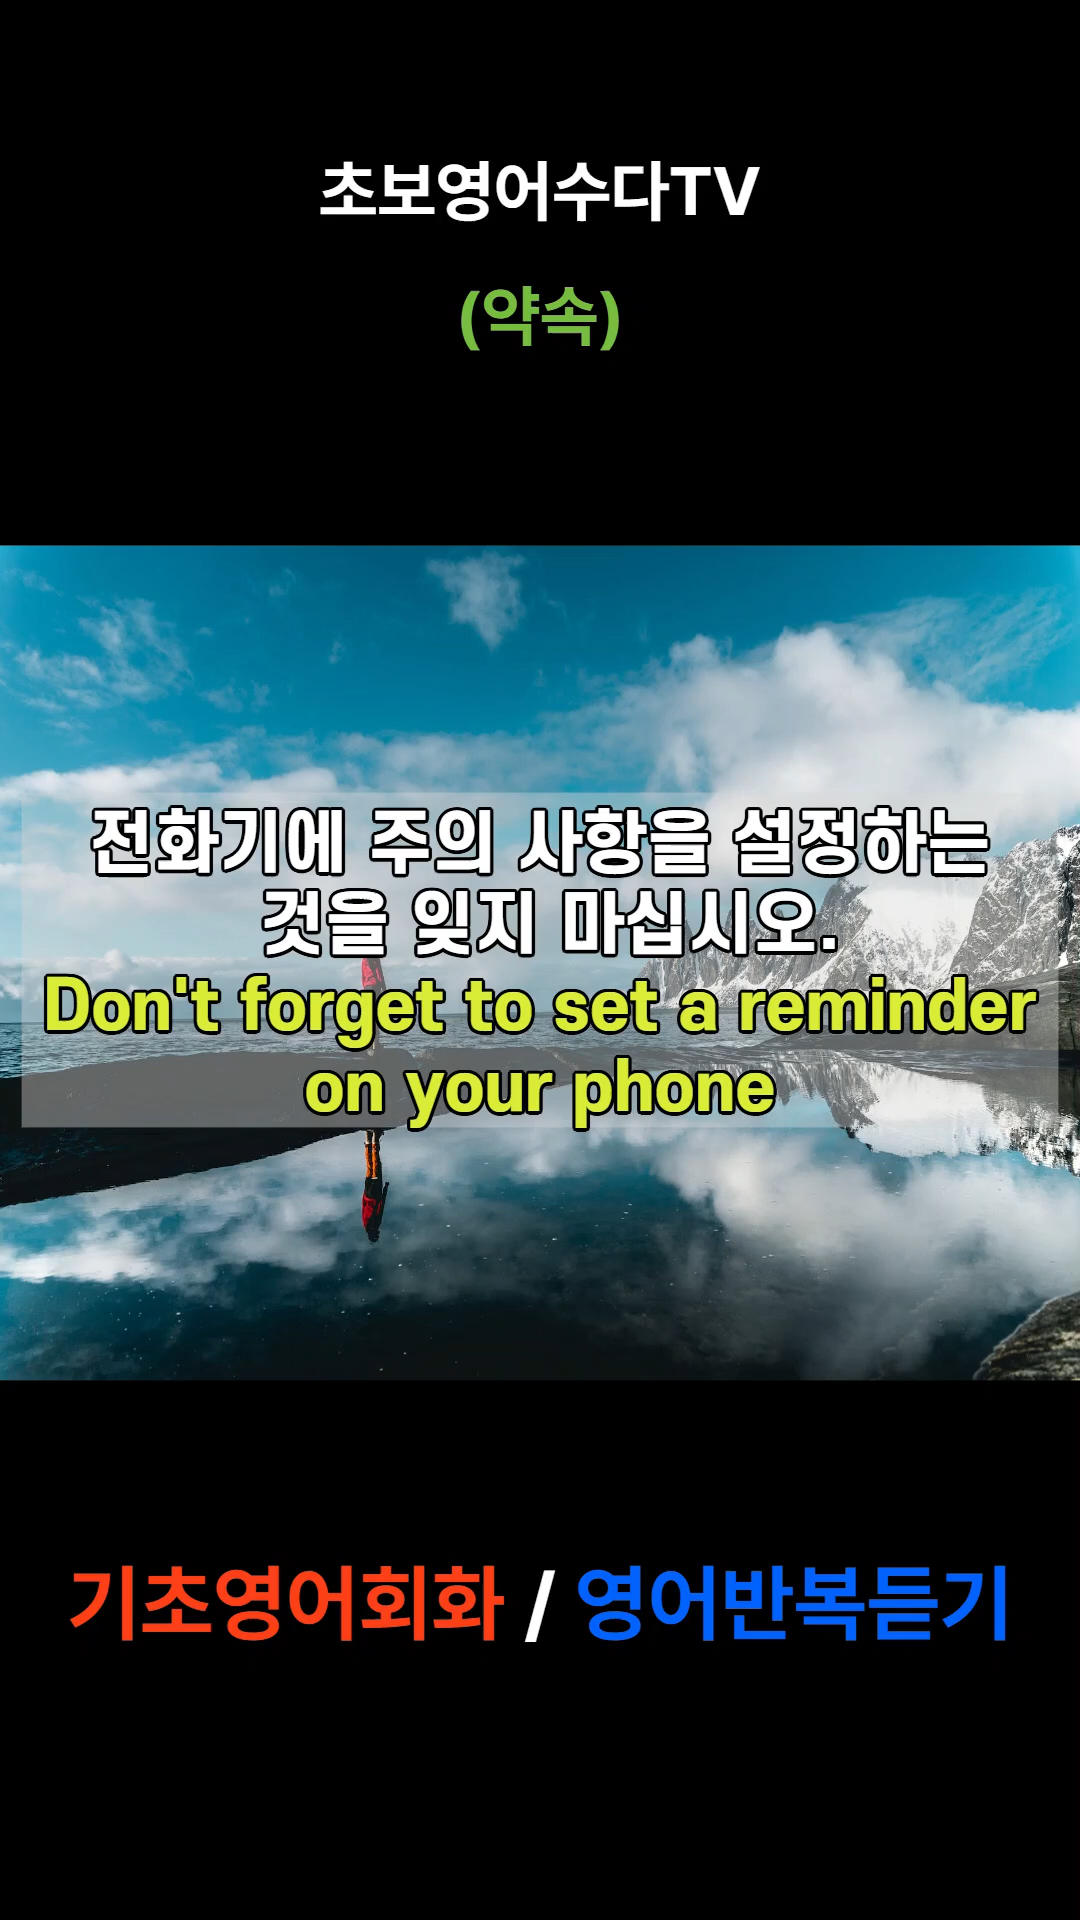 초보영어수다TV
(약속)
전화기에 주의 사항을 설정하는
것을 잊지 마십시오.
Don't forget to set a reminder
on your phone
기초영어회화 / 영어반복듣기